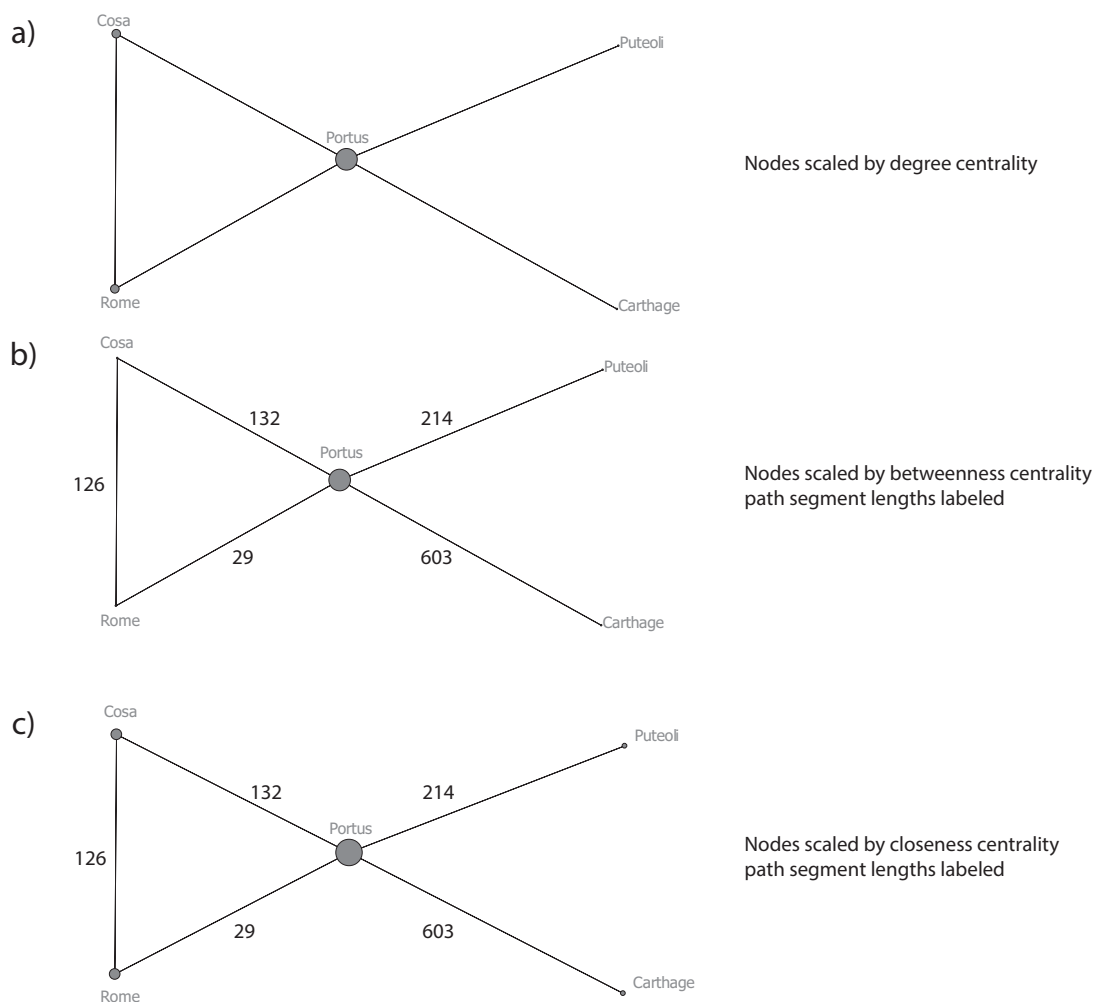 a)
Cosa
Puteoli
Portus
Nodes scaled by degree centrality
Rome
Carthage
b)
Cosa
Puteoli
132
214
Portus
126
Nodes scaled by betweenness centrality
path segment lengths labeled
29
603
Rome
Carthage
c)
Cosa
Puteoli
132
214
Portus
126
Nodes scaled by closeness centrality
path segment lengths labeled
29
603
Rome
Carthage